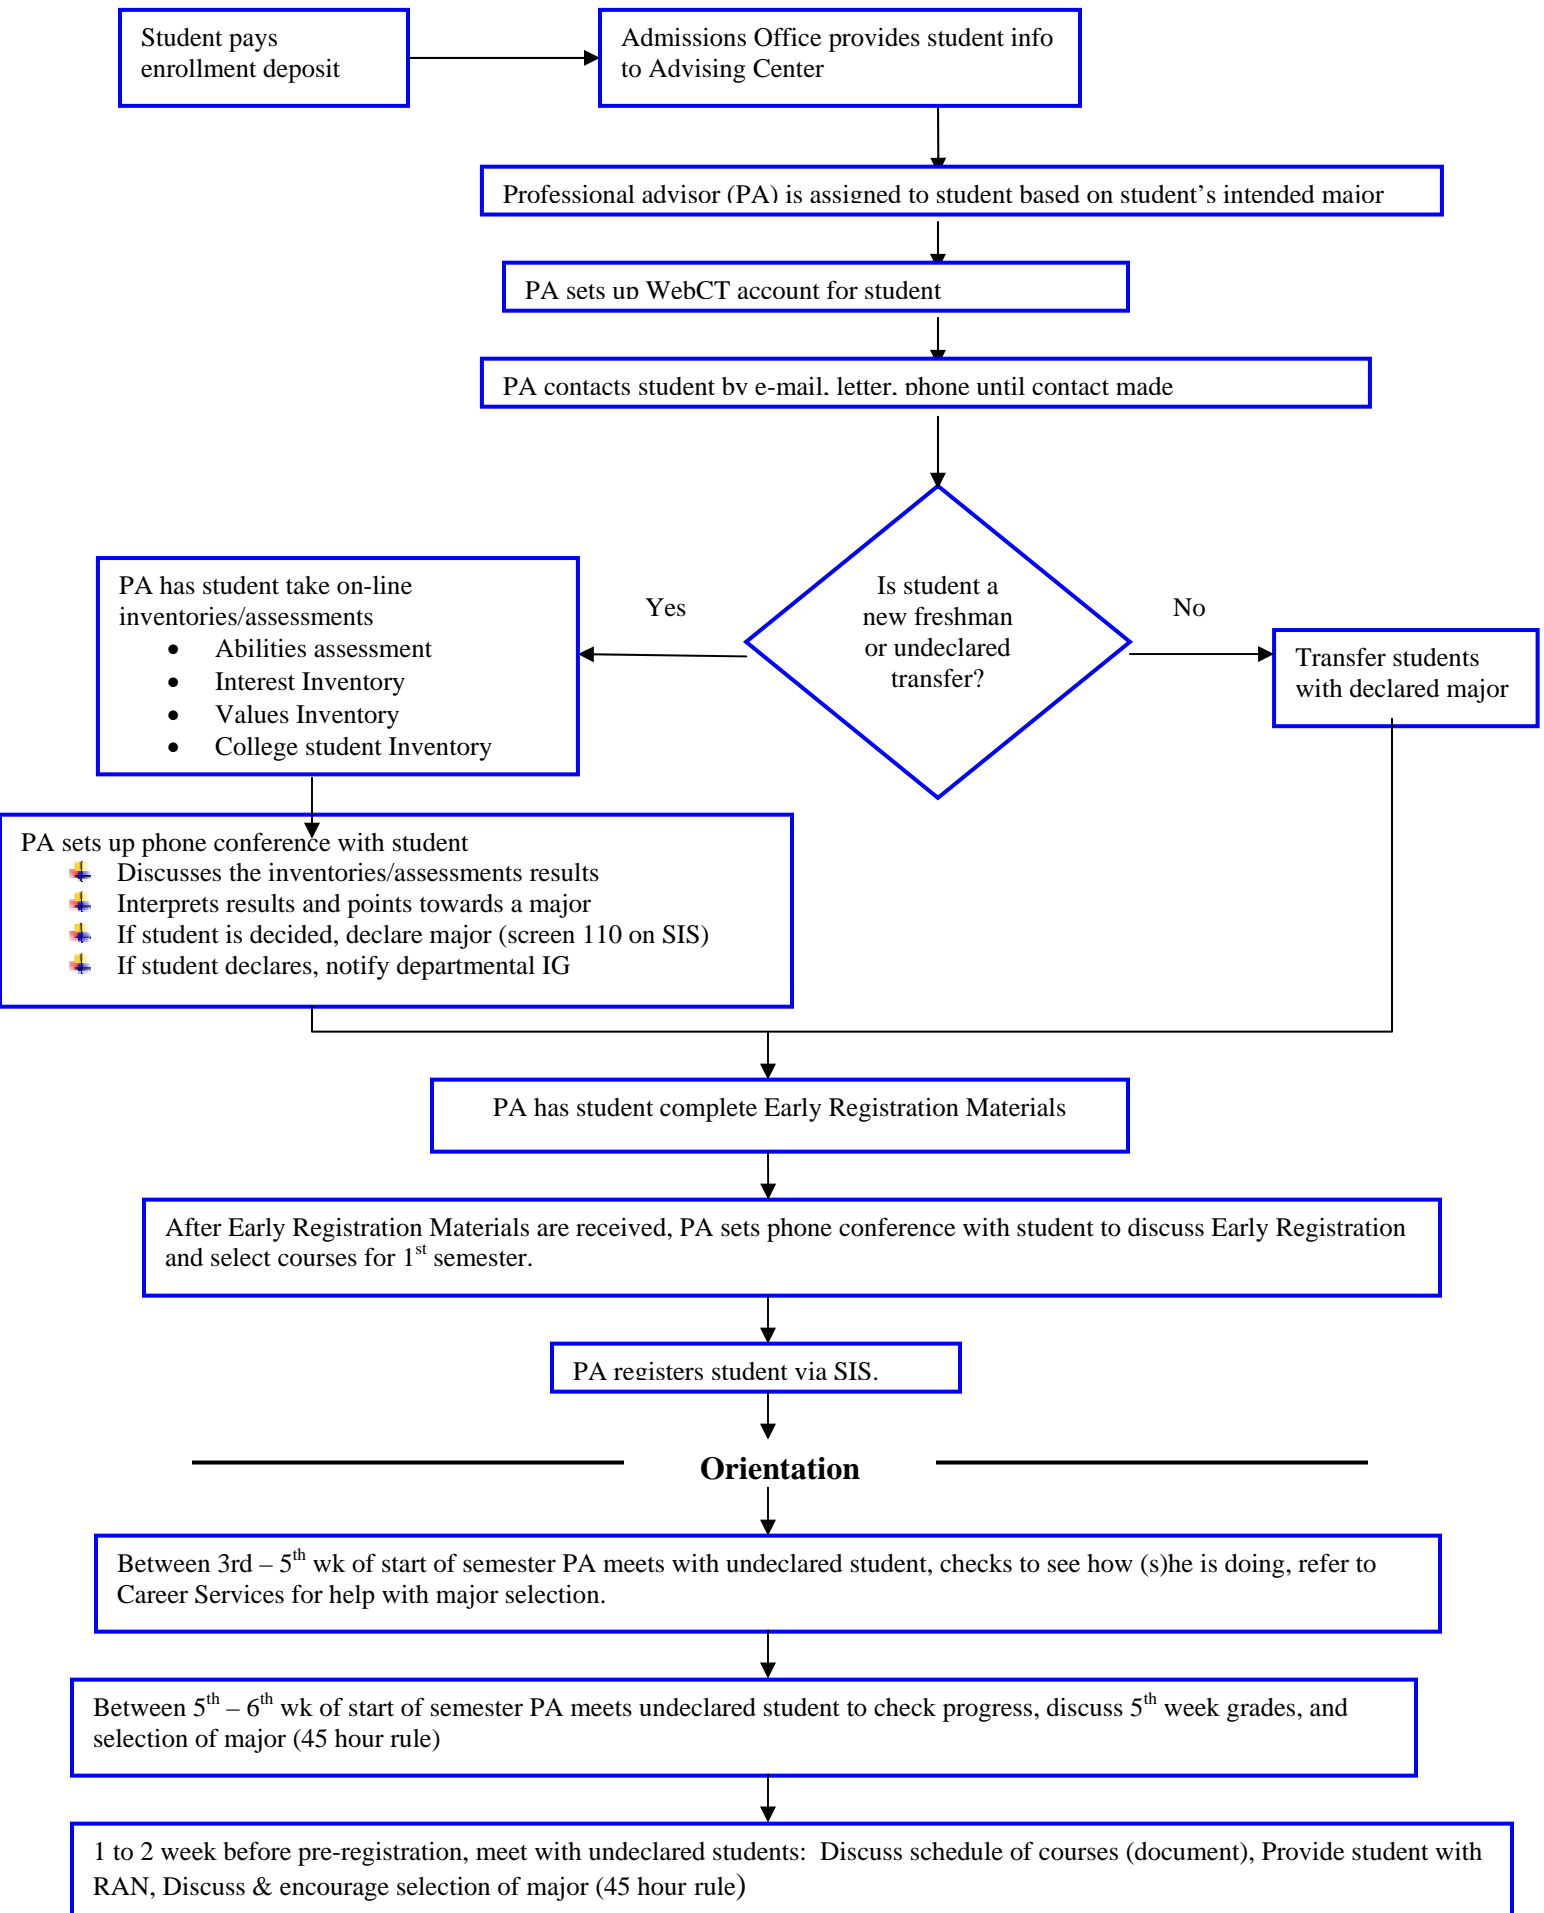 Student pays
enrollment deposit
Admissions Office provides student info
to Advising Center
Professional advisor (PA) is assigned to student based on student’s intended major
PA sets up WebCT account for student
PA contacts student by e-mail, letter, phone until contact made
Is student a
new freshman
or undeclared
transfer?
Yes
No
PA has student take on-line
inventories/assessments
• Abilities assessment
• Interest Inventory
• Values Inventory
• College student Inventory
Transfer students
with declared major
PA sets up phone conference with student
Discusses the inventories/assessments results
Interprets results and points towards a major
If student is decided, declare major (screen 110 on SIS)
If student declares, notify departmental IG
PA has student complete Early Registration Materials
After Early Registration Materials are received, PA sets phone conference with student to discuss Early Registration
and select courses for 1st semester.
PA registers student via SIS.
Orientation
Between 3rd – 5th wk of start of semester PA meets with undeclared student, checks to see how (s)he is doing, refer to
Career Services for help with major selection.
Between 5th – 6th wk of start of semester PA meets undeclared student to check progress, discuss 5th week grades, and
selection of major (45 hour rule)
1 to 2 week before pre-registration, meet with undeclared students:  Discuss schedule of courses (document), Provide student with
RAN, Discuss & encourage selection of major (45 hour rule)